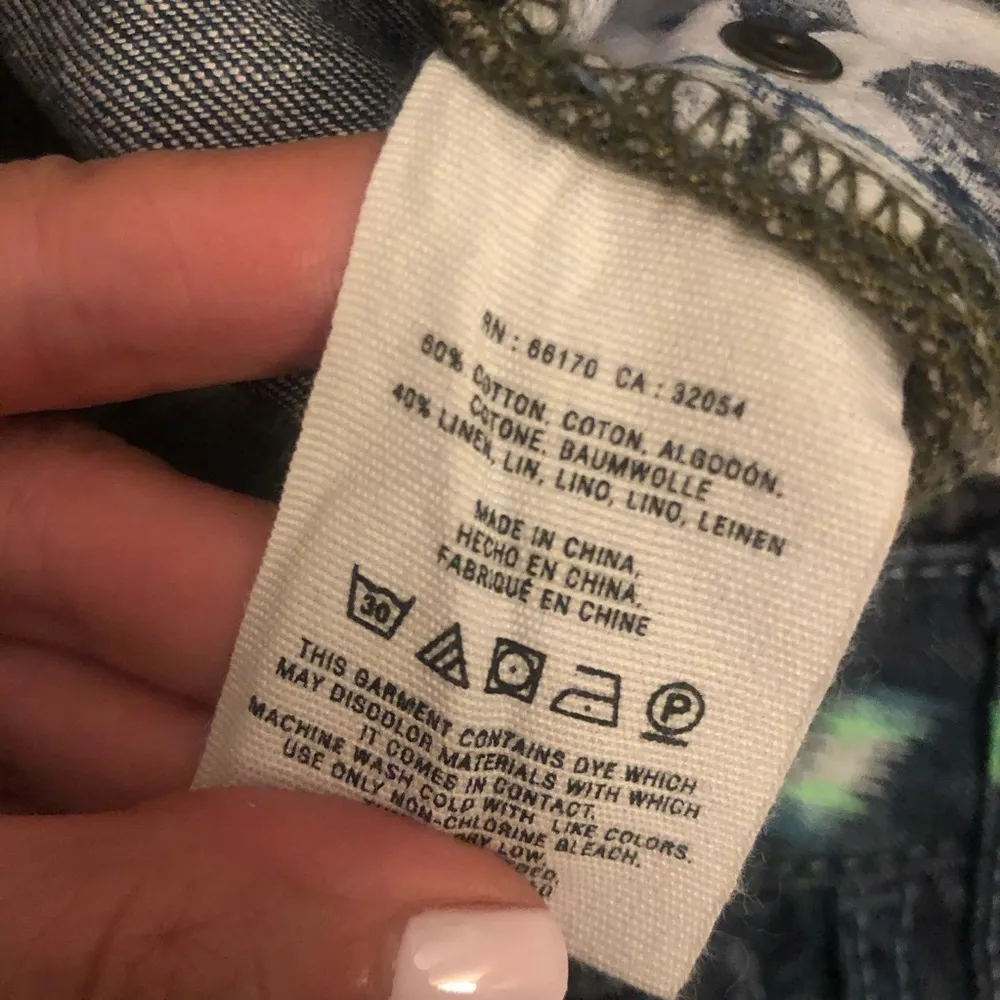 RN : 66170 CA : 32054
60% COTTON, COTON, ALGODÓN,
COTONE, BAUMWOLLE
40% LINEN, LIN, LINO, LINO, LEINEN
MADE IN CHINA,
HECHO EN CHINA,
FABRIQUÉ EN CHINE
30 P
THIS GARMENT CONTAINS DYE WHICH
MAY DISCOLOR MATERIALS WITH WHICH
IT COMES IN CONTACT.
MACHINE WASH COLD WITH LIKE COLORS.
USE ONLY NON-CHLORINE BLEACH.
DRY LOW.